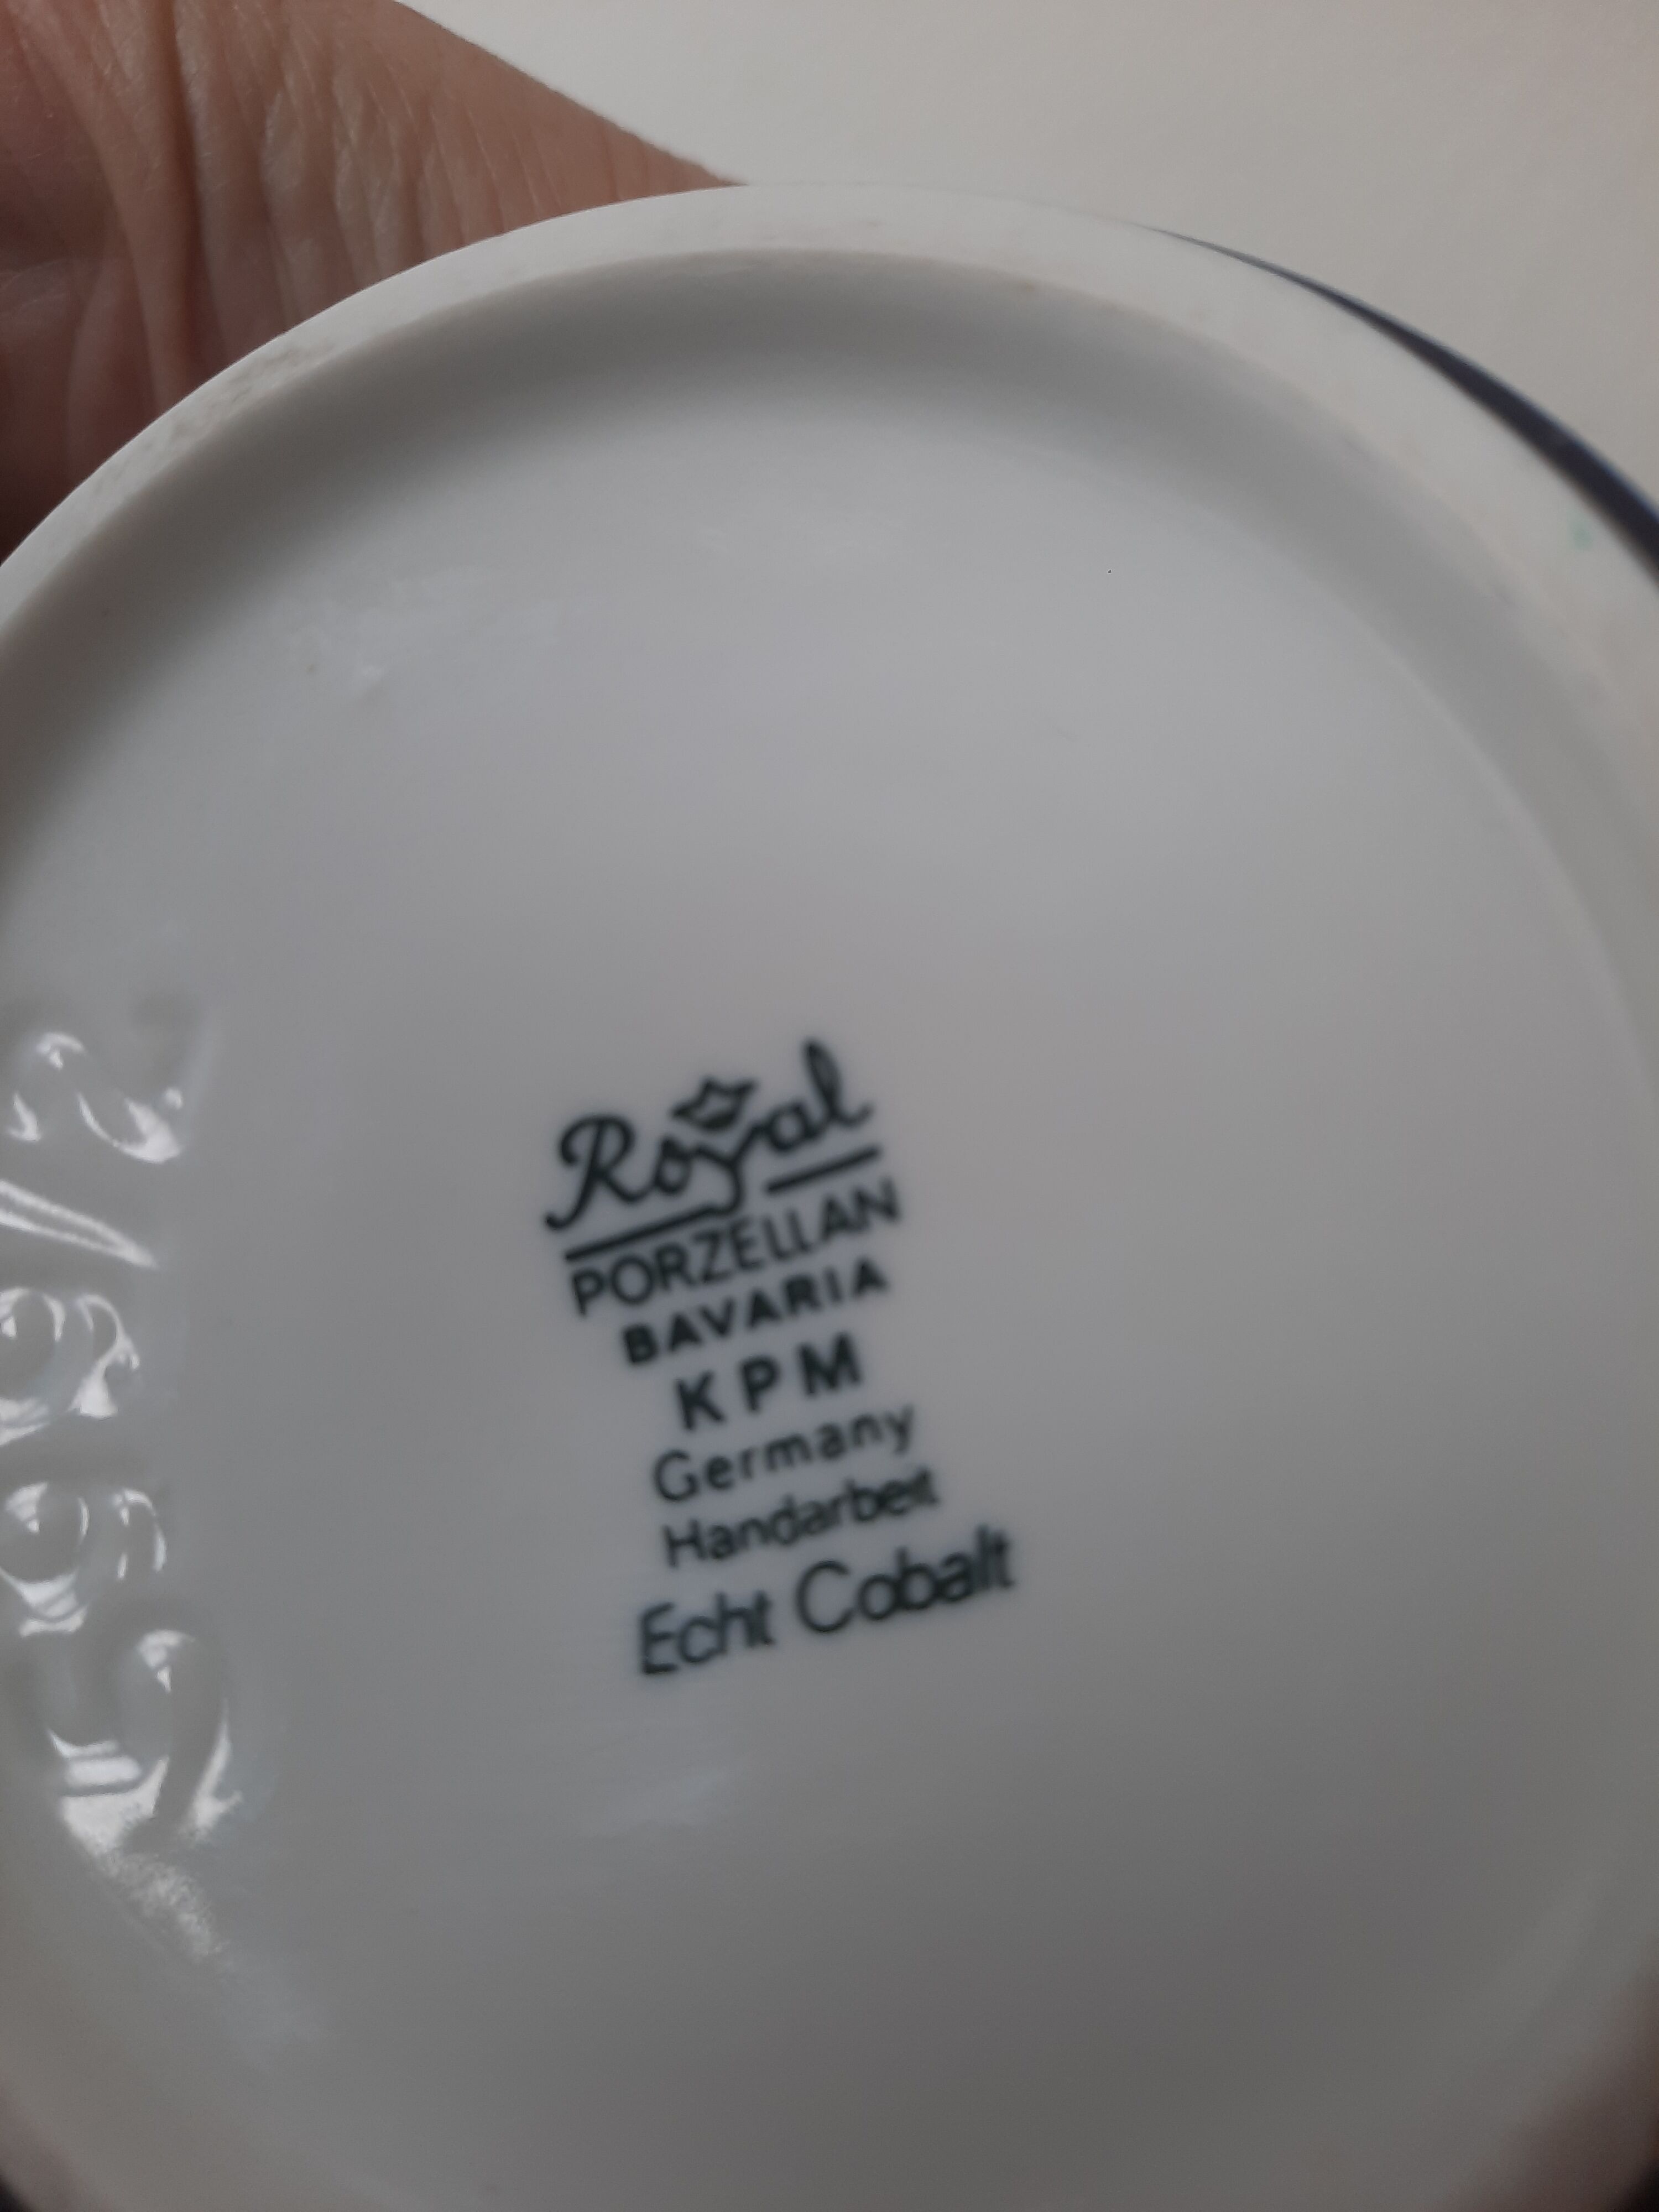 Royal
PORZELLAN
BAVARIA
KPM
Germany
Handarbeit
Echt Cobalt